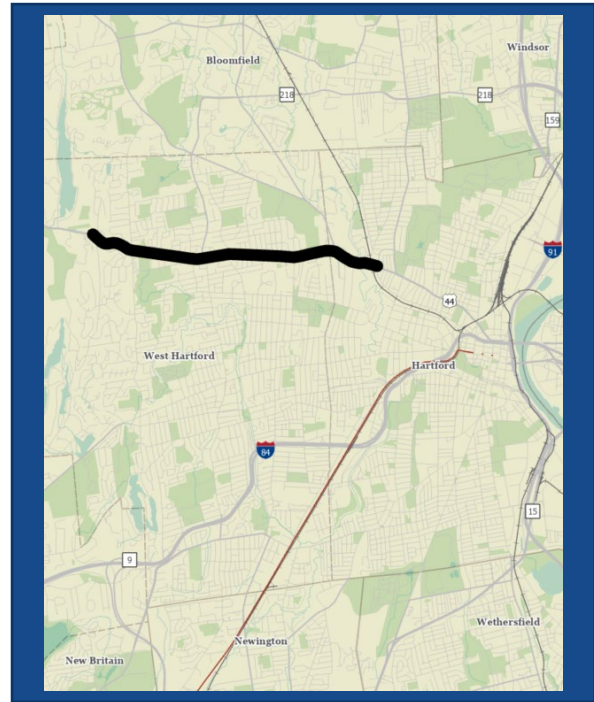 Windsor
Bloomfield
218
218
159
91
44
West Hartford
Hartford
84
15
9
Wethersfield
Newington
New Britain